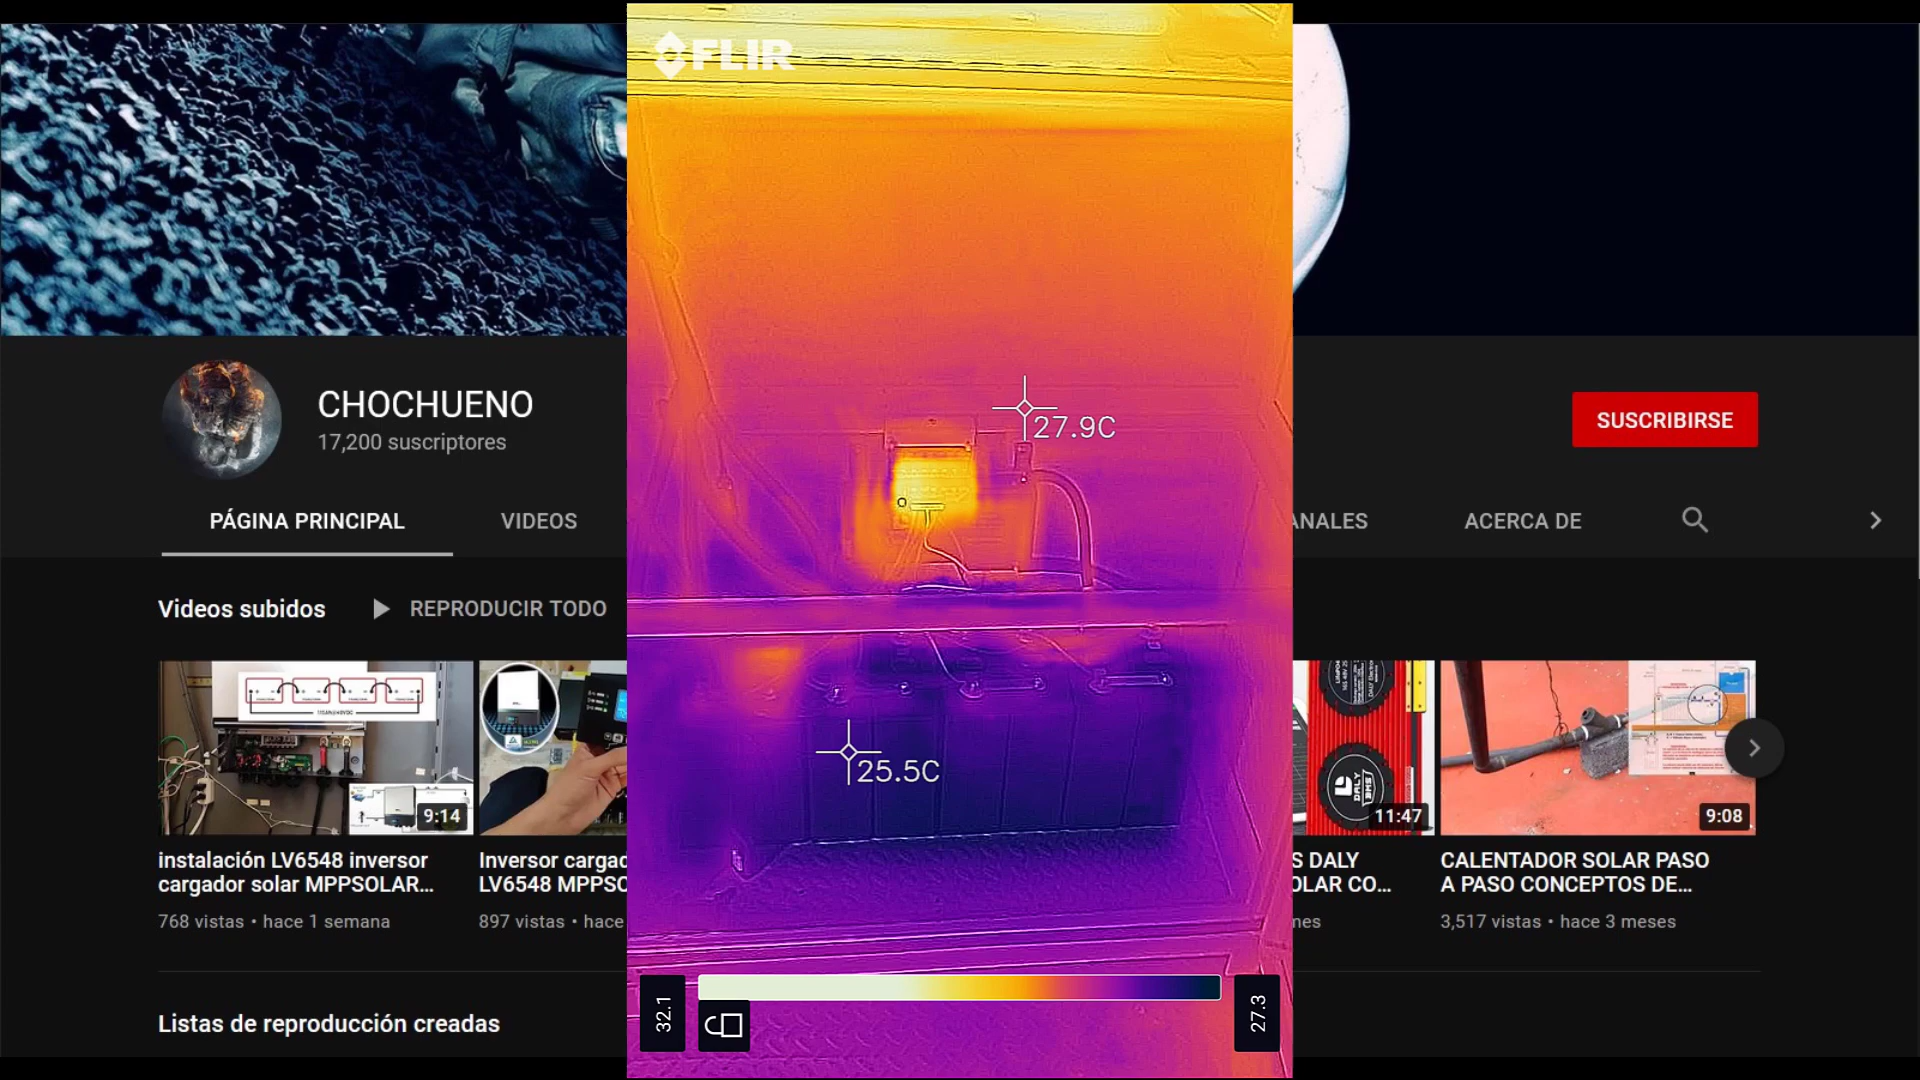 FLIR
CHOCHUENO
17,200 suscriptores
SUSCRIBIRSE
PÁGINA PRINCIPAL
VIDEOS
ANALES
ACERCA DE
27.9C
Videos subidos
REPRODUCIR TODO
25.5C
9:14
11:47
DALY
BMS
9:08
instalación LV6548 inversor
cargador solar MPPSOLAR...
768 vistas • hace 1 semana
Inversor cargad
LV6548 MPPSO
897 vistas • hace
S DALY
OLAR CO...
nes
CALENTADOR SOLAR PASO
A PASO CONCEPTOS DE...
3,517 vistas • hace 3 meses
Listas de reproducción creadas
32.1
27.3